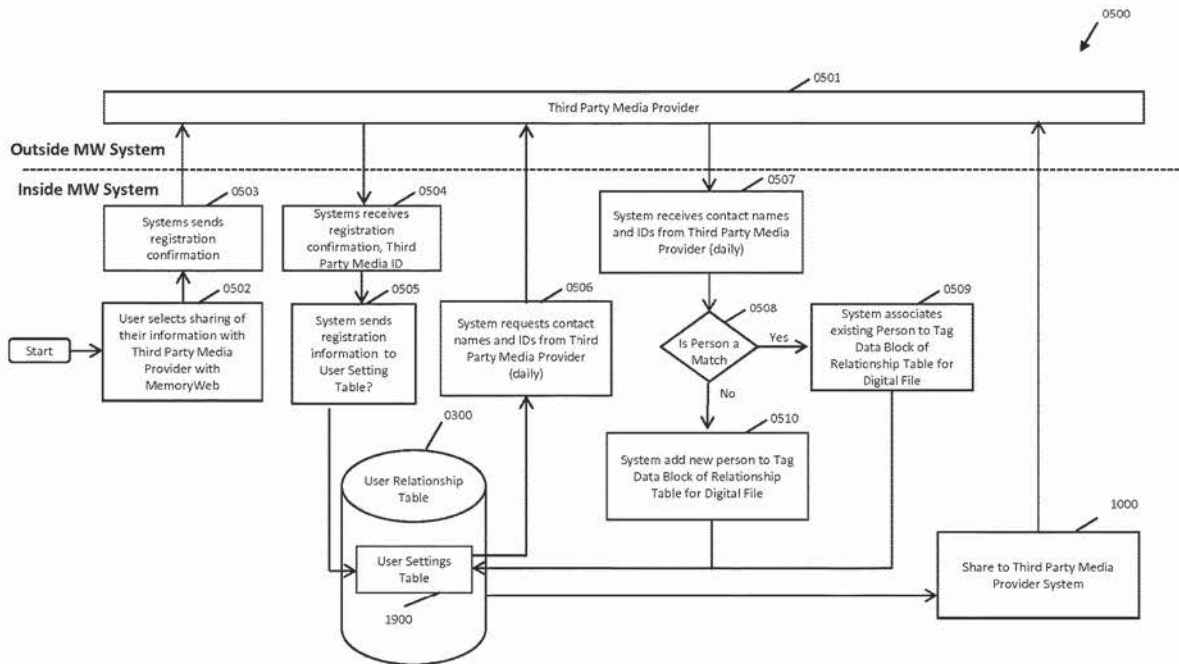 0500
0501
Third Party Media Provider
Outside MW System
Inside MW System
0503
Systems sends
registration
confirmation
0504
Systems receives
registration
confirmation, Third
Party Media ID
0507
System receives contact names
and IDs from Third Party Media
Provider (daily)
0502
User selects sharing of
their information with
Third Party Media
Provider with
MemoryWeb
Start
0505
System sends
registration
information to
User Setting
Table?
0506
System requests contact
names and IDs from Third
Party Media Provider
(daily)
0508
Is Person a
Match
Yes
No
0509
System associates
existing Person to Tag
Data Block of
Relationship Table for
Digital File
0510
System add new person to Tag
Data Block of Relationship
Table for Digital File
0300
User Relationship
Table
User Settings
Table
1900
1000
Share to Third Party Media
Provider System